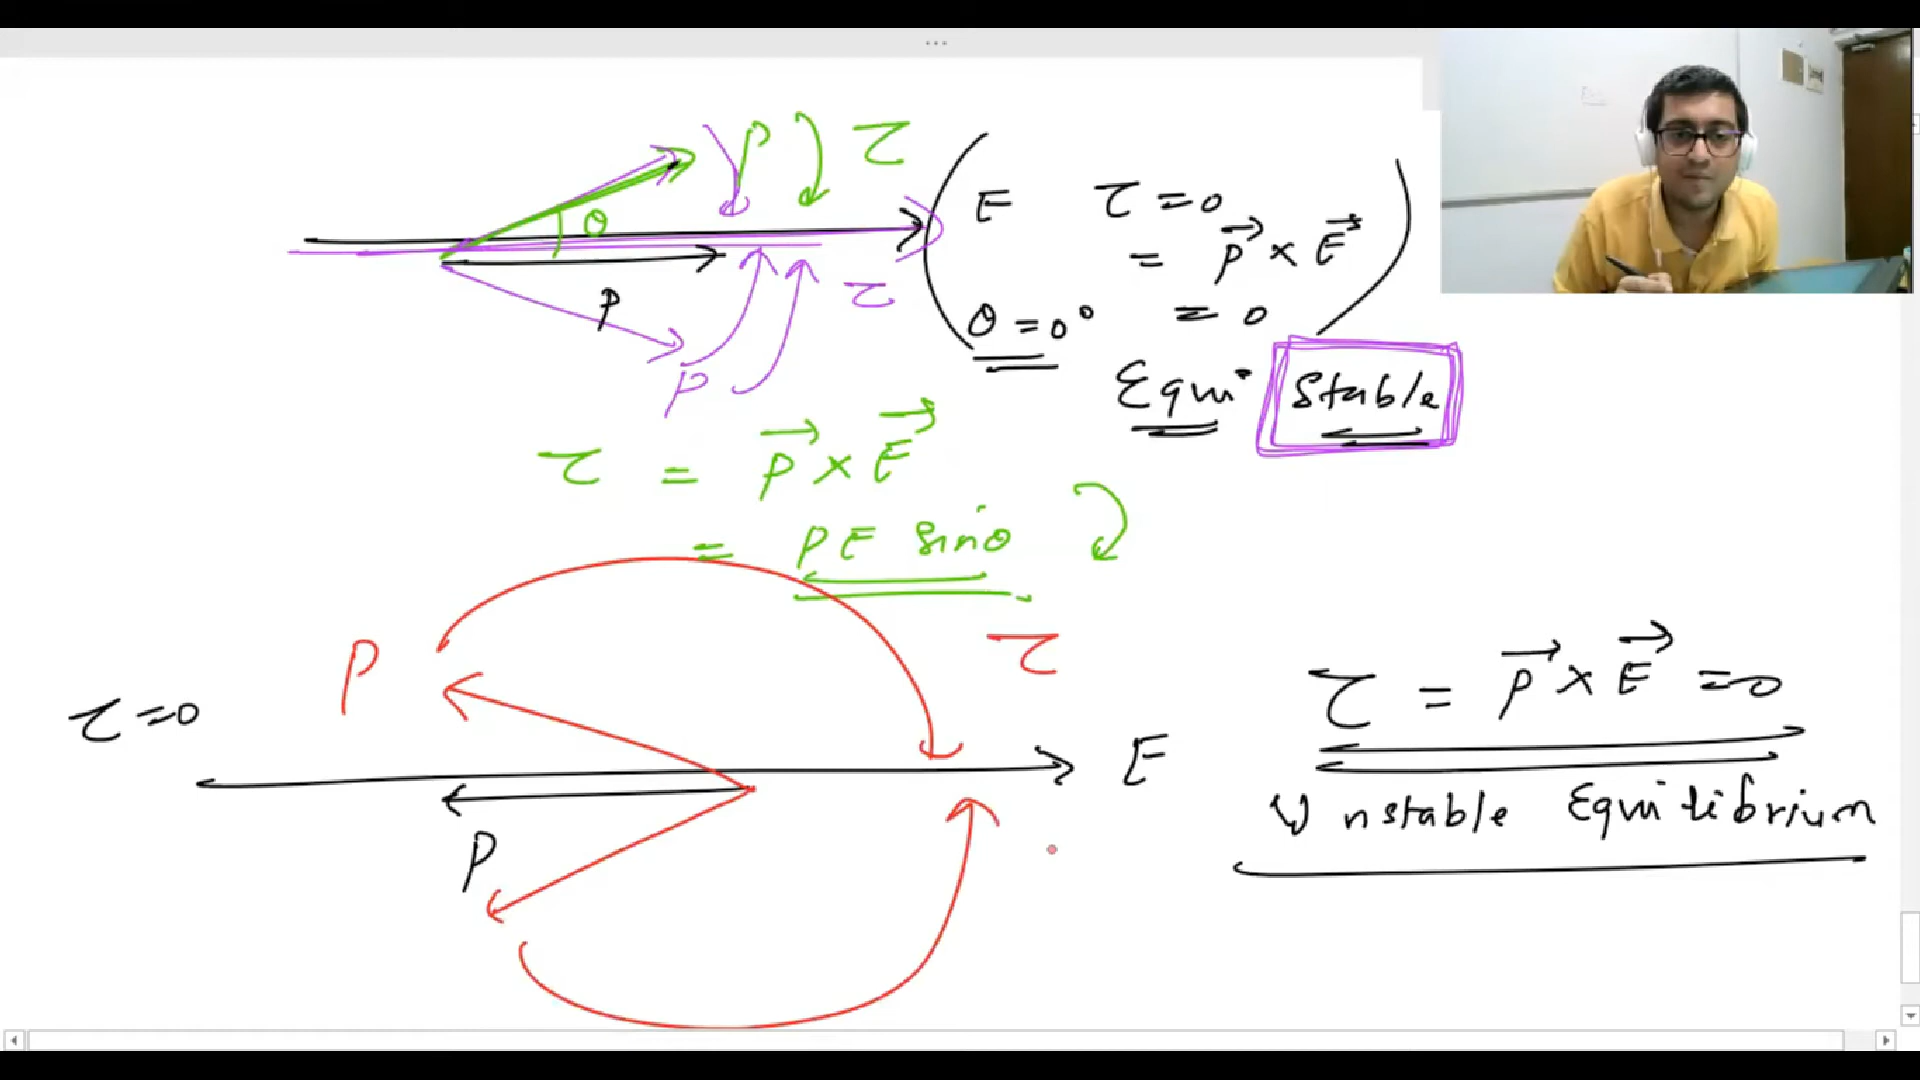 P τ
θ
E τ = 0
= P × E
P τ
θ = 0° = 0
P
Equi. Stable
τ = P × E
= PE sinθ
τ
P
τ = P × E = 0
τ = 0
E
Unstable Equilibrium
P